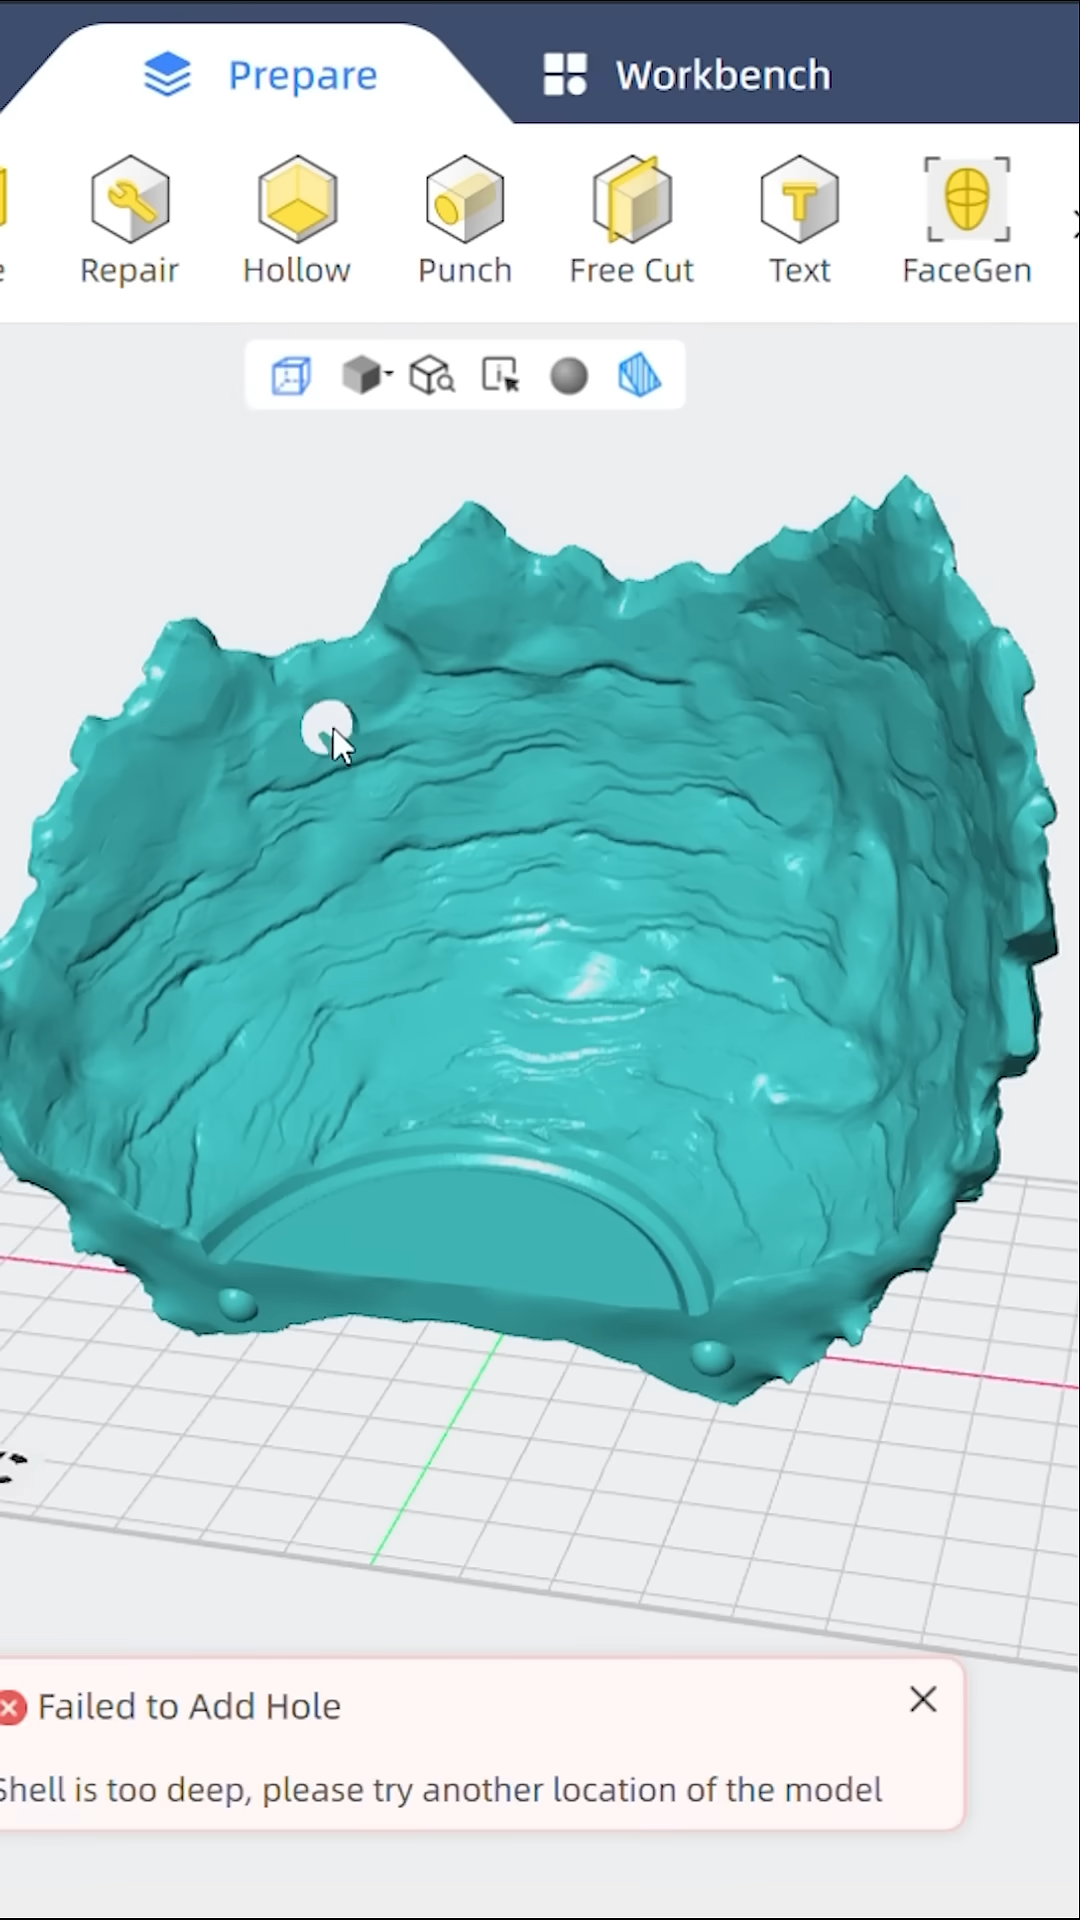 Prepare
Workbench
e
Repair
Hollow
Punch
Free Cut
Text
FaceGen
Failed to Add Hole
Shell is too deep, please try another location of the model